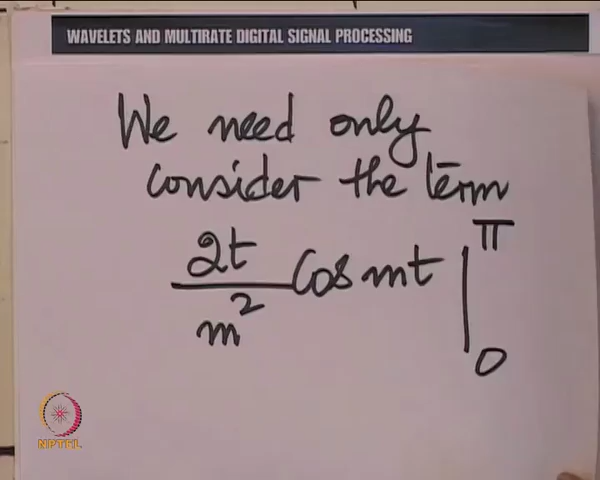 WAVELETS AND MULTIRATE DIGITAL SIGNAL PROCESSING
We need only
consider the term
2t/m² Cos mt |₀^π
NPTEL